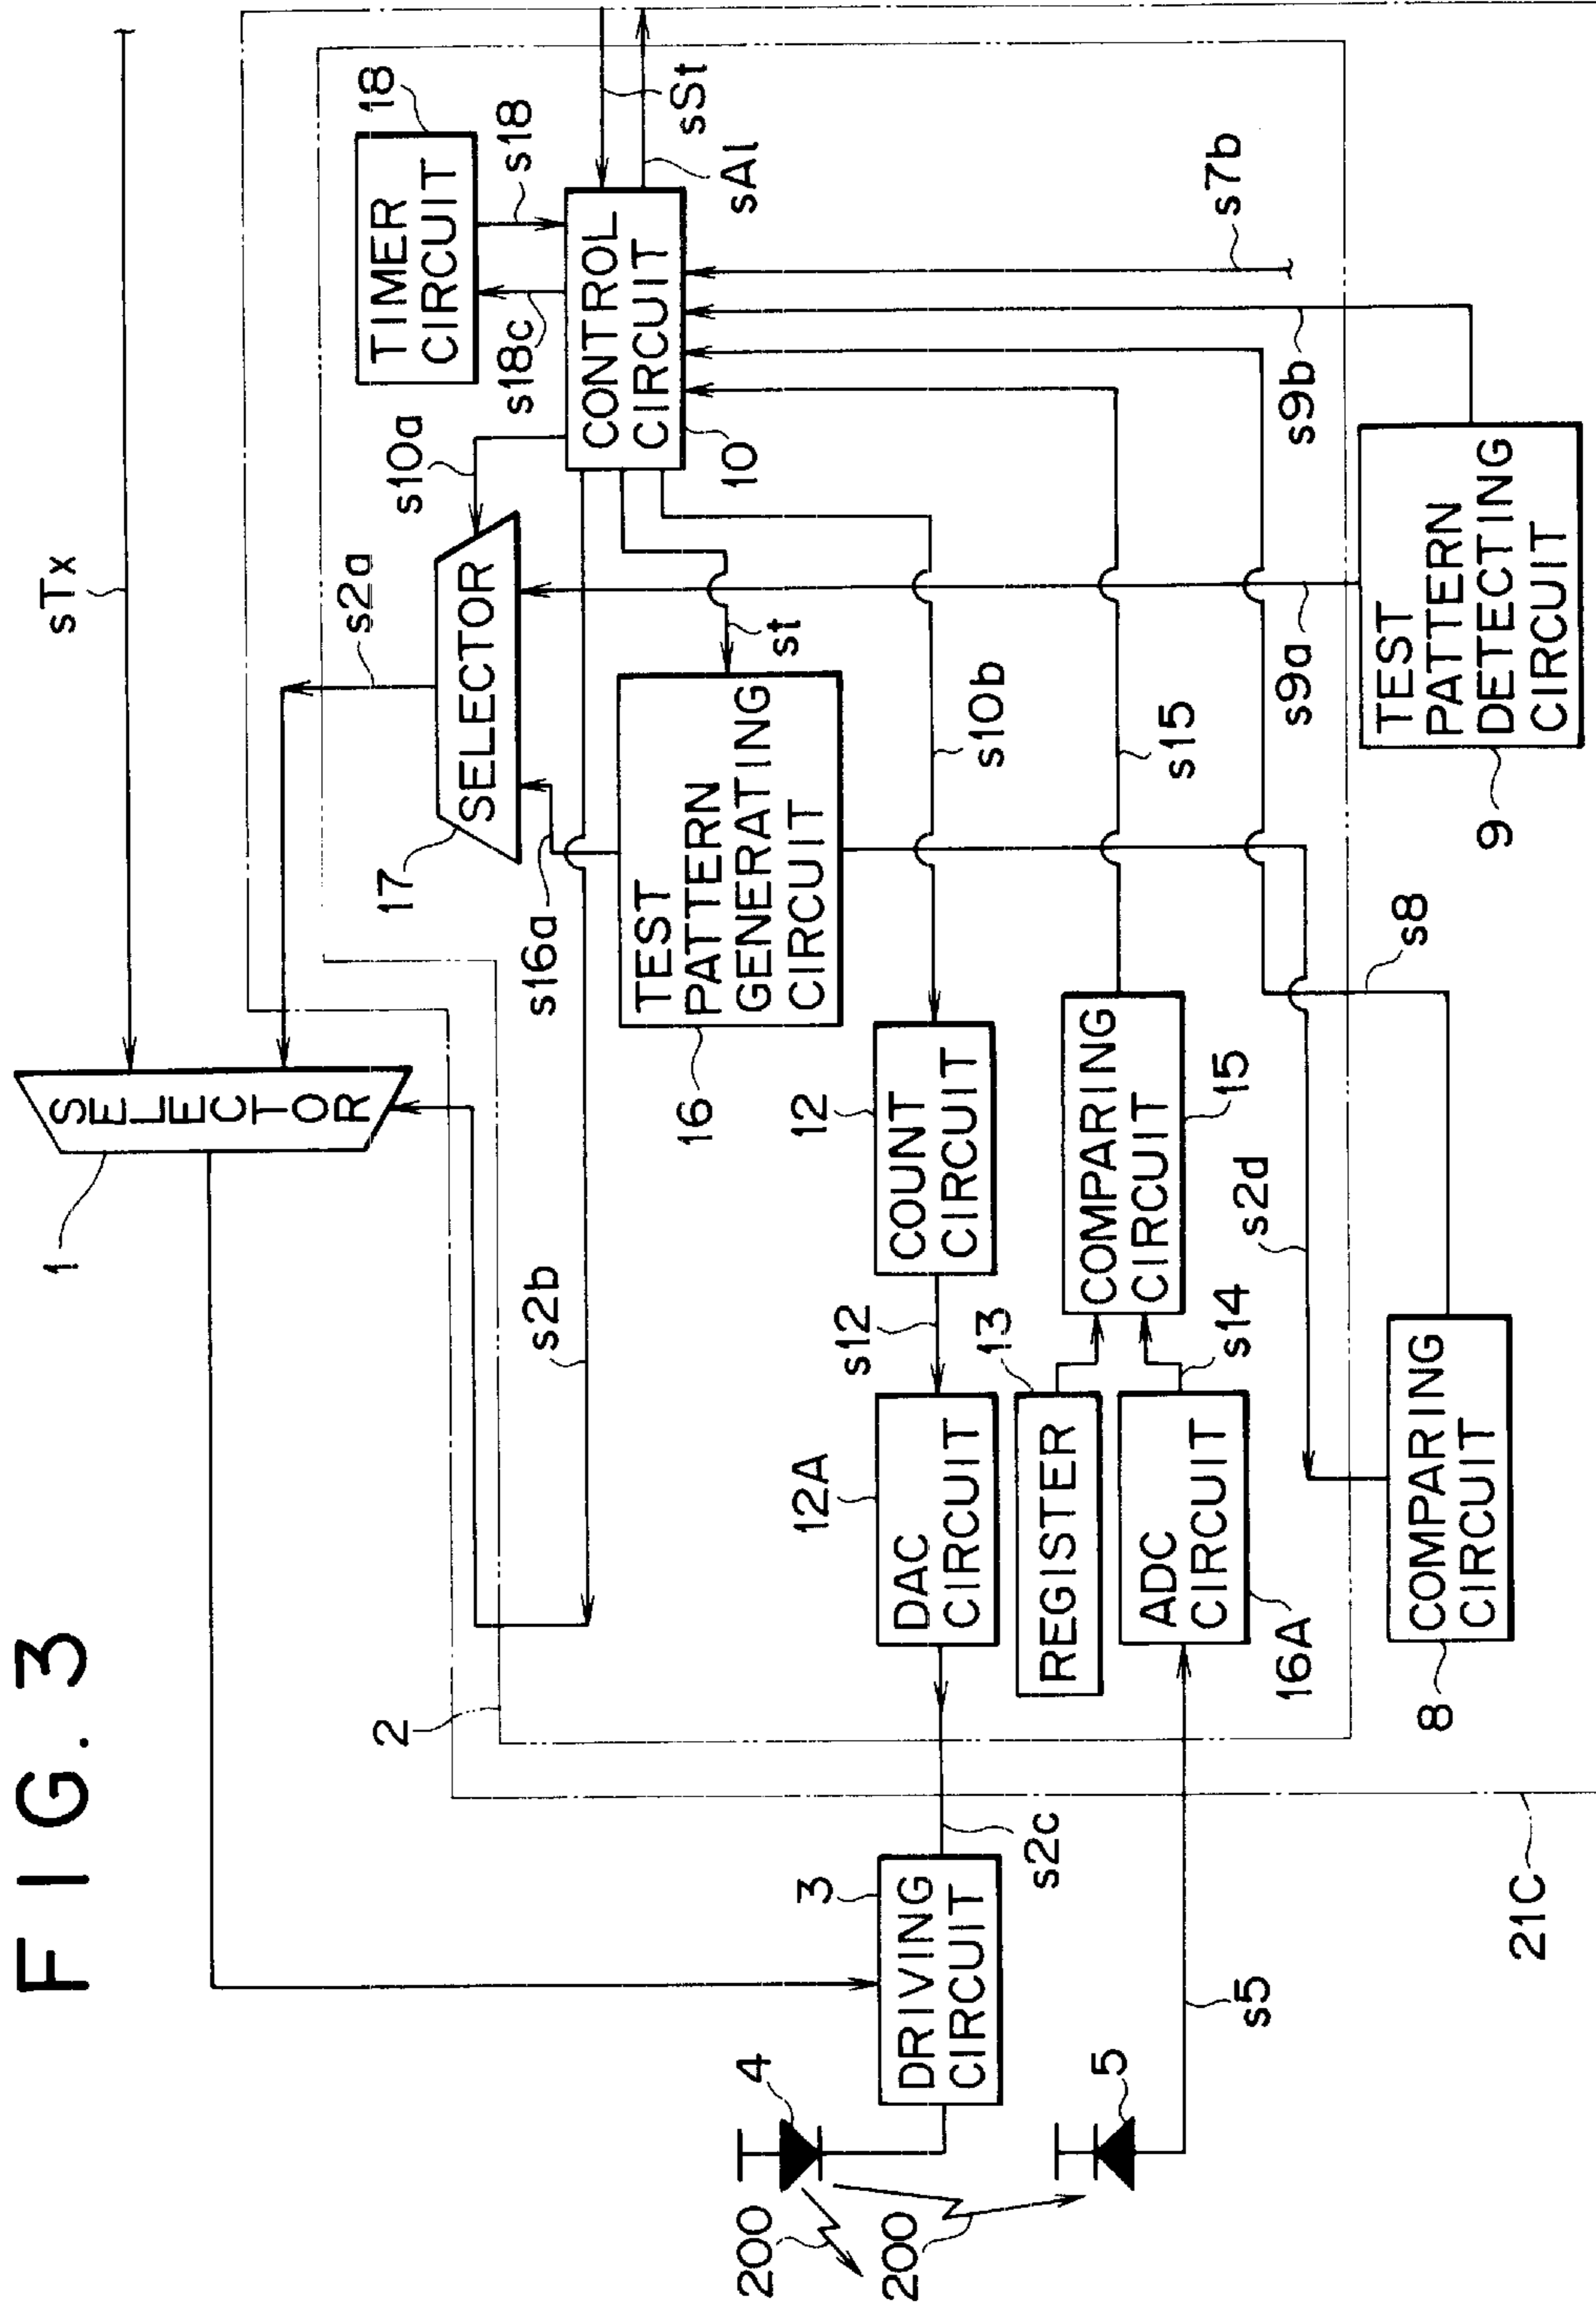 FIG. 3
sTx
1
SELECTOR
s2a
s10a
17
SELECTOR
18
TIMER
CIRCUIT
s18c
s18
sSt
sAl
CONTROL
CIRCUIT
10
s2b
2
s16a
16
TEST
PATTERN
GENERATING
CIRCUIT
st
s10b
s7b
s9b
200
4
3
DRIVING
CIRCUIT
s2c
12A
DAC
CIRCUIT
s12
12
COUNT
CIRCUIT
200
5
s5
13
REGISTER
16A
ADC
CIRCUIT
s14
15
COMPARING
CIRCUIT
s15
s2d
s9a
s8
21C
8
COMPARING
CIRCUIT
9
TEST
PATTERN
DETECTING
CIRCUIT